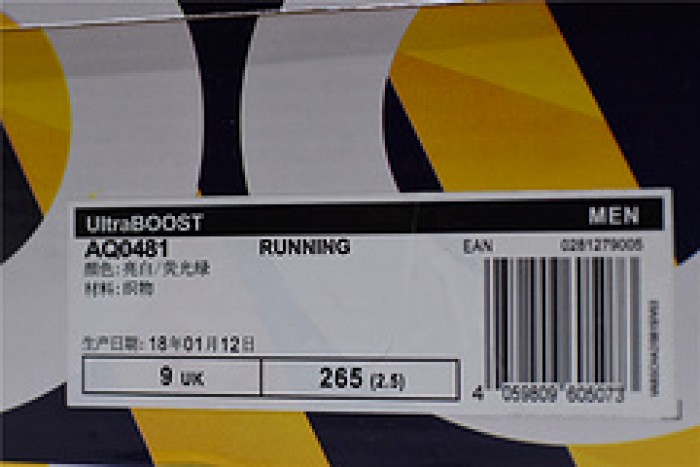 UltraBOOST MEN
AQ0481 RUNNING EAN 0281279005
颜色:亮白/荧光绿
材料:织物
生产日期: 18年01月12日
9 UK 265 (2.5)
4 059809 605073